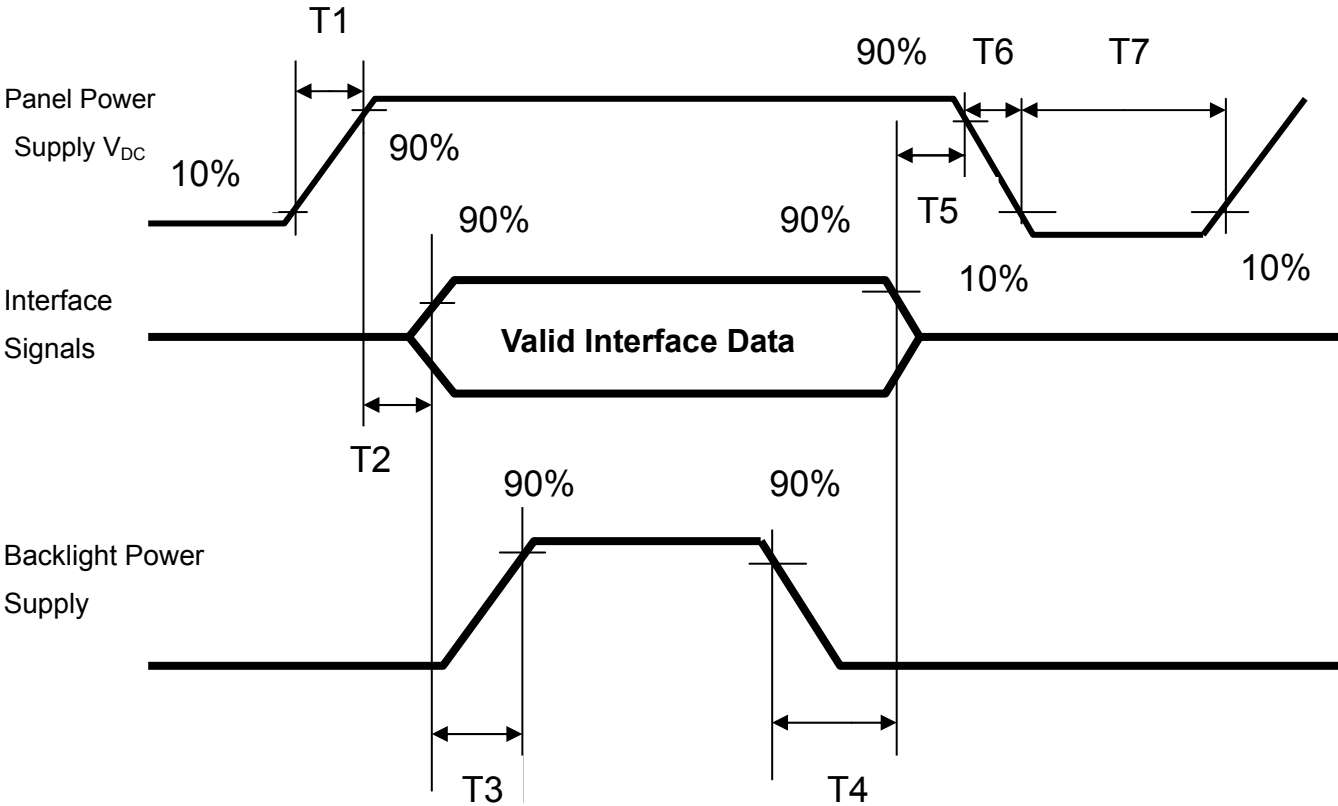 T1
90%
T6
T7
Panel Power
Supply VDC
90%
10%
T5
90%
90%
10%
10%
Interface
Signals
Valid Interface Data
T2
90%
90%
Backlight Power
Supply
T3
T4